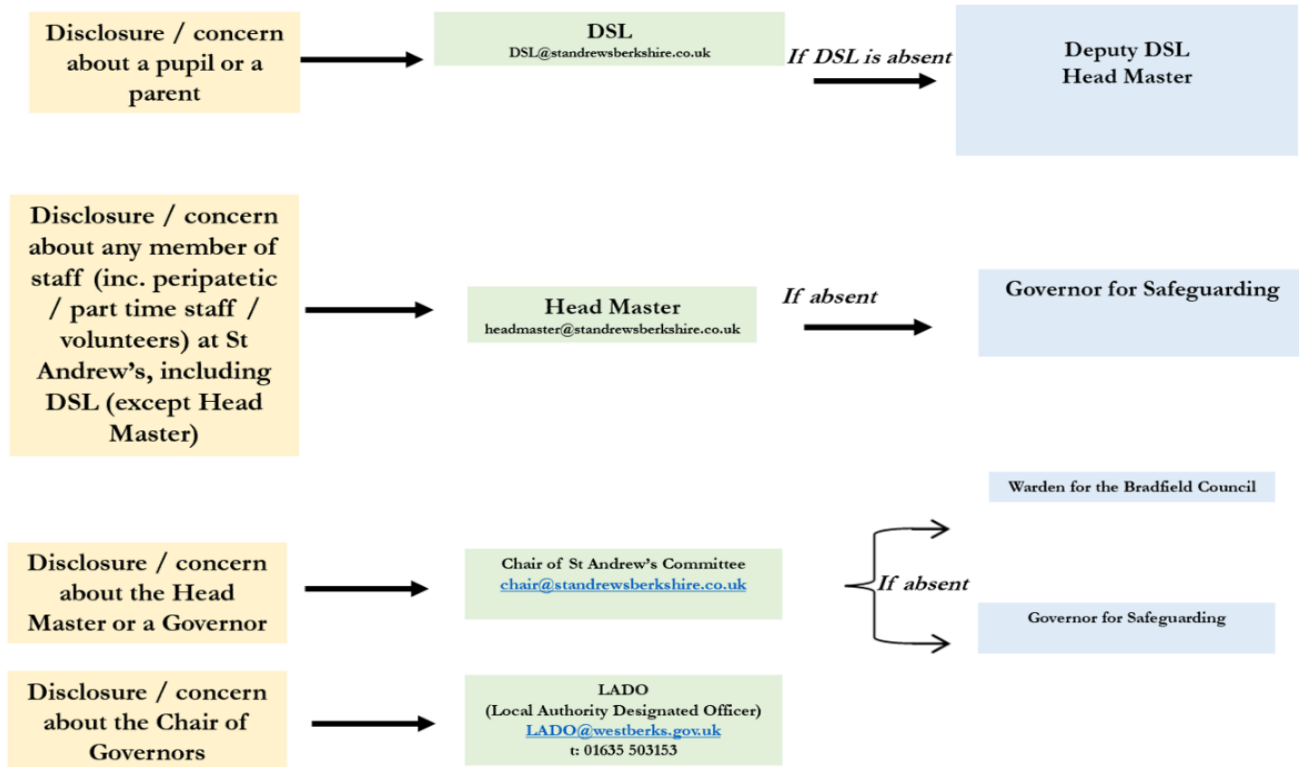 Disclosure / concern
about a pupil or a
parent
DSL
DSL@standrewsberkshire.co.uk
If DSL is absent
Deputy DSL
Head Master
Disclosure / concern
about any member of
staff (inc. peripatetic
/ part time staff /
volunteers) at St
Andrew's, including
DSL (except Head
Master)
Head Master
headmaster@standrewsberkshire.co.uk
If absent
Governor for Safeguarding
Disclosure / concern
about the Head
Master or a Governor
Chair of St Andrew's Committee
chair@standrewsberkshire.co.uk
If absent
Warden for the Bradfield Council
Governor for Safeguarding
Disclosure / concern
about the Chair of
Governors
LADO
(Local Authority Designated Officer)
LADO@westberks.gov.uk
t: 01635 503153